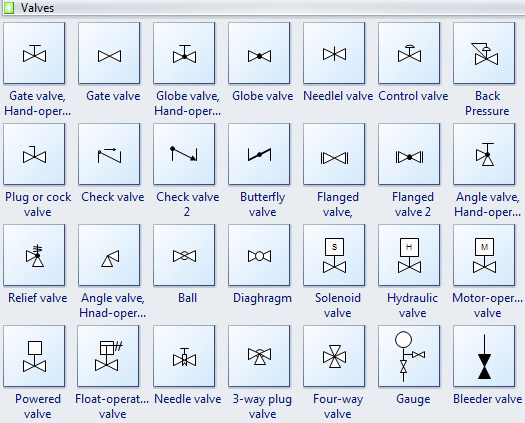 Valves
Gate valve, Hand-oper... Gate valve Globe valve, Hand-oper... Globe valve Needlel valve Control valve Back Pressure
Plug or cock valve Check valve Check valve 2 Butterfly valve Flanged valve, Flanged valve 2 Angle valve, Hand-oper...
S H M
Relief valve Angle valve, Hnad-oper... Ball Diaghragm Solenoid valve Hydraulic valve Motor-oper... valve
Powered valve Float-operat... valve Needle valve 3-way plug valve Four-way valve Gauge Bleeder valve